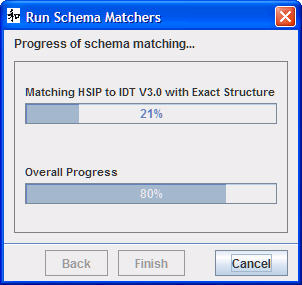 Run Schema Matchers
Progress of schema matching...
Matching HSIP to IDT V3.0 with Exact Structure
21%
Overall Progress
80%
Back Finish Cancel